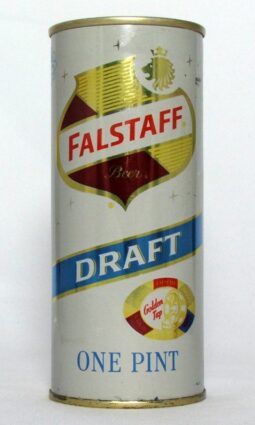 FALSTAFF
Beer
DRAFT
Golden
Tap
ONE PINT